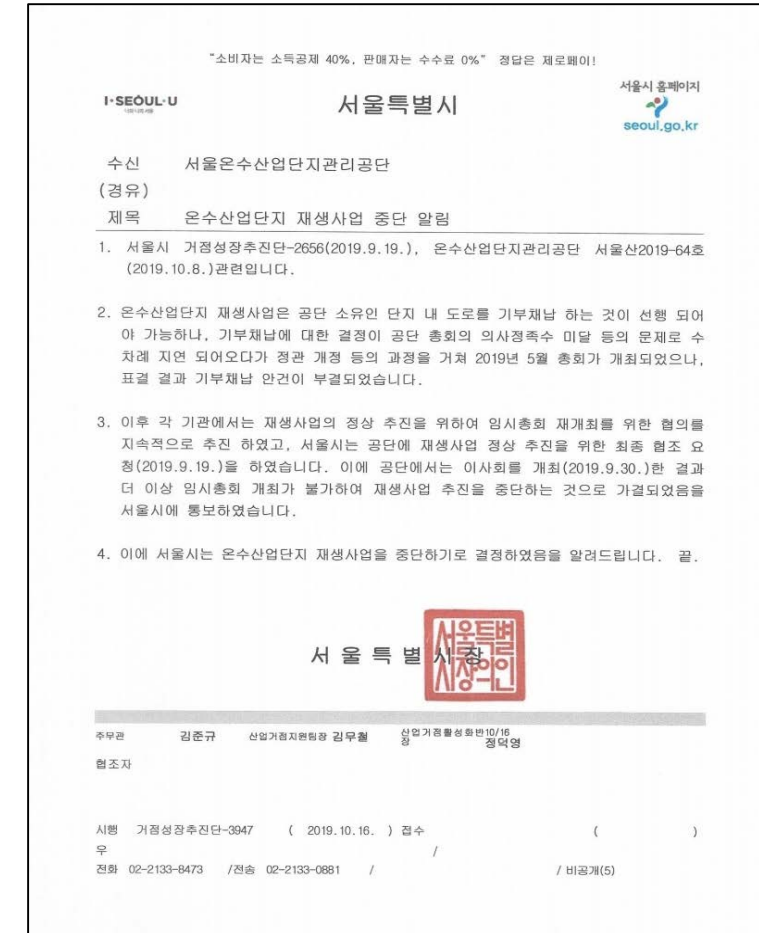 "소비자는 소득공제 40%, 판매자는 수수료 0%" 정답은 제로페이!
I·SEOUL·U
서울특별시
서울시 홈페이지
seoul.go.kr
수신 서울온수산업단지관리공단
(경유)
제목 온수산업단지 재생사업 중단 알림
1. 서울시 거점성장추진단-2656(2019.9.19.), 온수산업단지관리공단 서울산2019-64호
(2019.10.8.)관련입니다.
2. 온수산업단지 재생사업은 공단 소유인 단지 내 도로를 기부채납 하는 것이 선행 되어
야 가능하나, 기부채납에 대한 결정이 공단 총회의 의사정족수 미달 등의 문제로 수
차례 지연 되어오다가 정관 개정 등의 과정을 거쳐 2019년 5월 총회가 개최되었으나,
표결 결과 기부채납 안건이 부결되었습니다.
3. 이후 각 기관에서는 재생사업의 정상 추진을 위하여 임시총회 재개최를 위한 협의를
지속적으로 추진 하였고, 서울시는 공단에 재생사업 정상 추진을 위한 최종 협조 요
청(2019.9.19.)을 하였습니다. 이에 공단에서는 이사회를 개최(2019.9.30.)한 결과
더 이상 임시총회 개최가 불가하여 재생사업 추진을 중단하는 것으로 가결되었음을
서울시에 통보하였습니다.
4. 이에 서울시는 온수산업단지 재생사업을 중단하기로 결정하였음을 알려드립니다. 끝.
서울특별시장
서울특별
시장의인
주무관 김준규 산업거점지원팀장 김무철 산업거점활성화반장 10/16 정덕영
협조자
시행 거점성장추진단-3947 ( 2019.10.16. ) 접수 ( )
우 /
전화 02-2133-8473 /전송 02-2133-0881 / / 비공개(5)